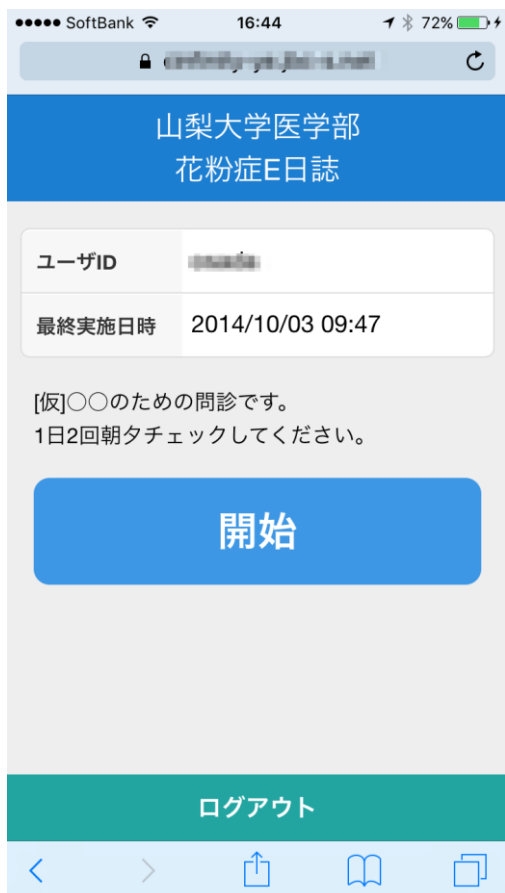 SoftBank 16:44 72%
山梨大学医学部
花粉症E日誌
ユーザID
最終実施日時 2014/10/03 09:47
[仮]〇〇のための問診です。
1日2回朝夕チェックしてください。
開始
ログアウト